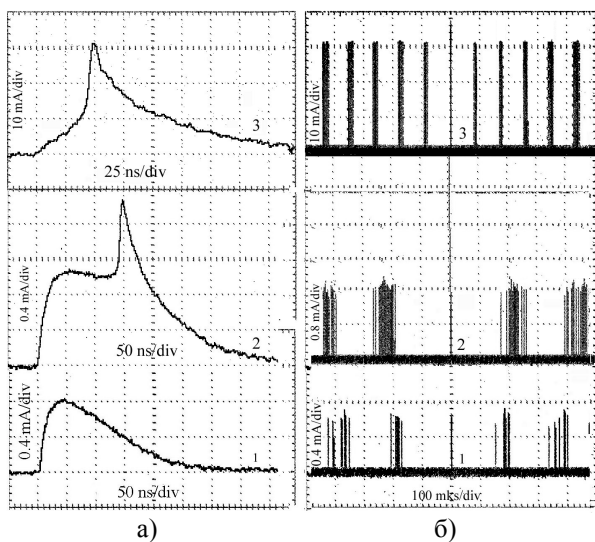 10 mA/div
3
25 ns/div
0.4 mA/div
2
50 ns/div
0.4 mA/div
1
50 ns/div
а)
10 mA/div
3
0.8 mA/div
2
0.4 mA/div
1
100 mks/div
б)